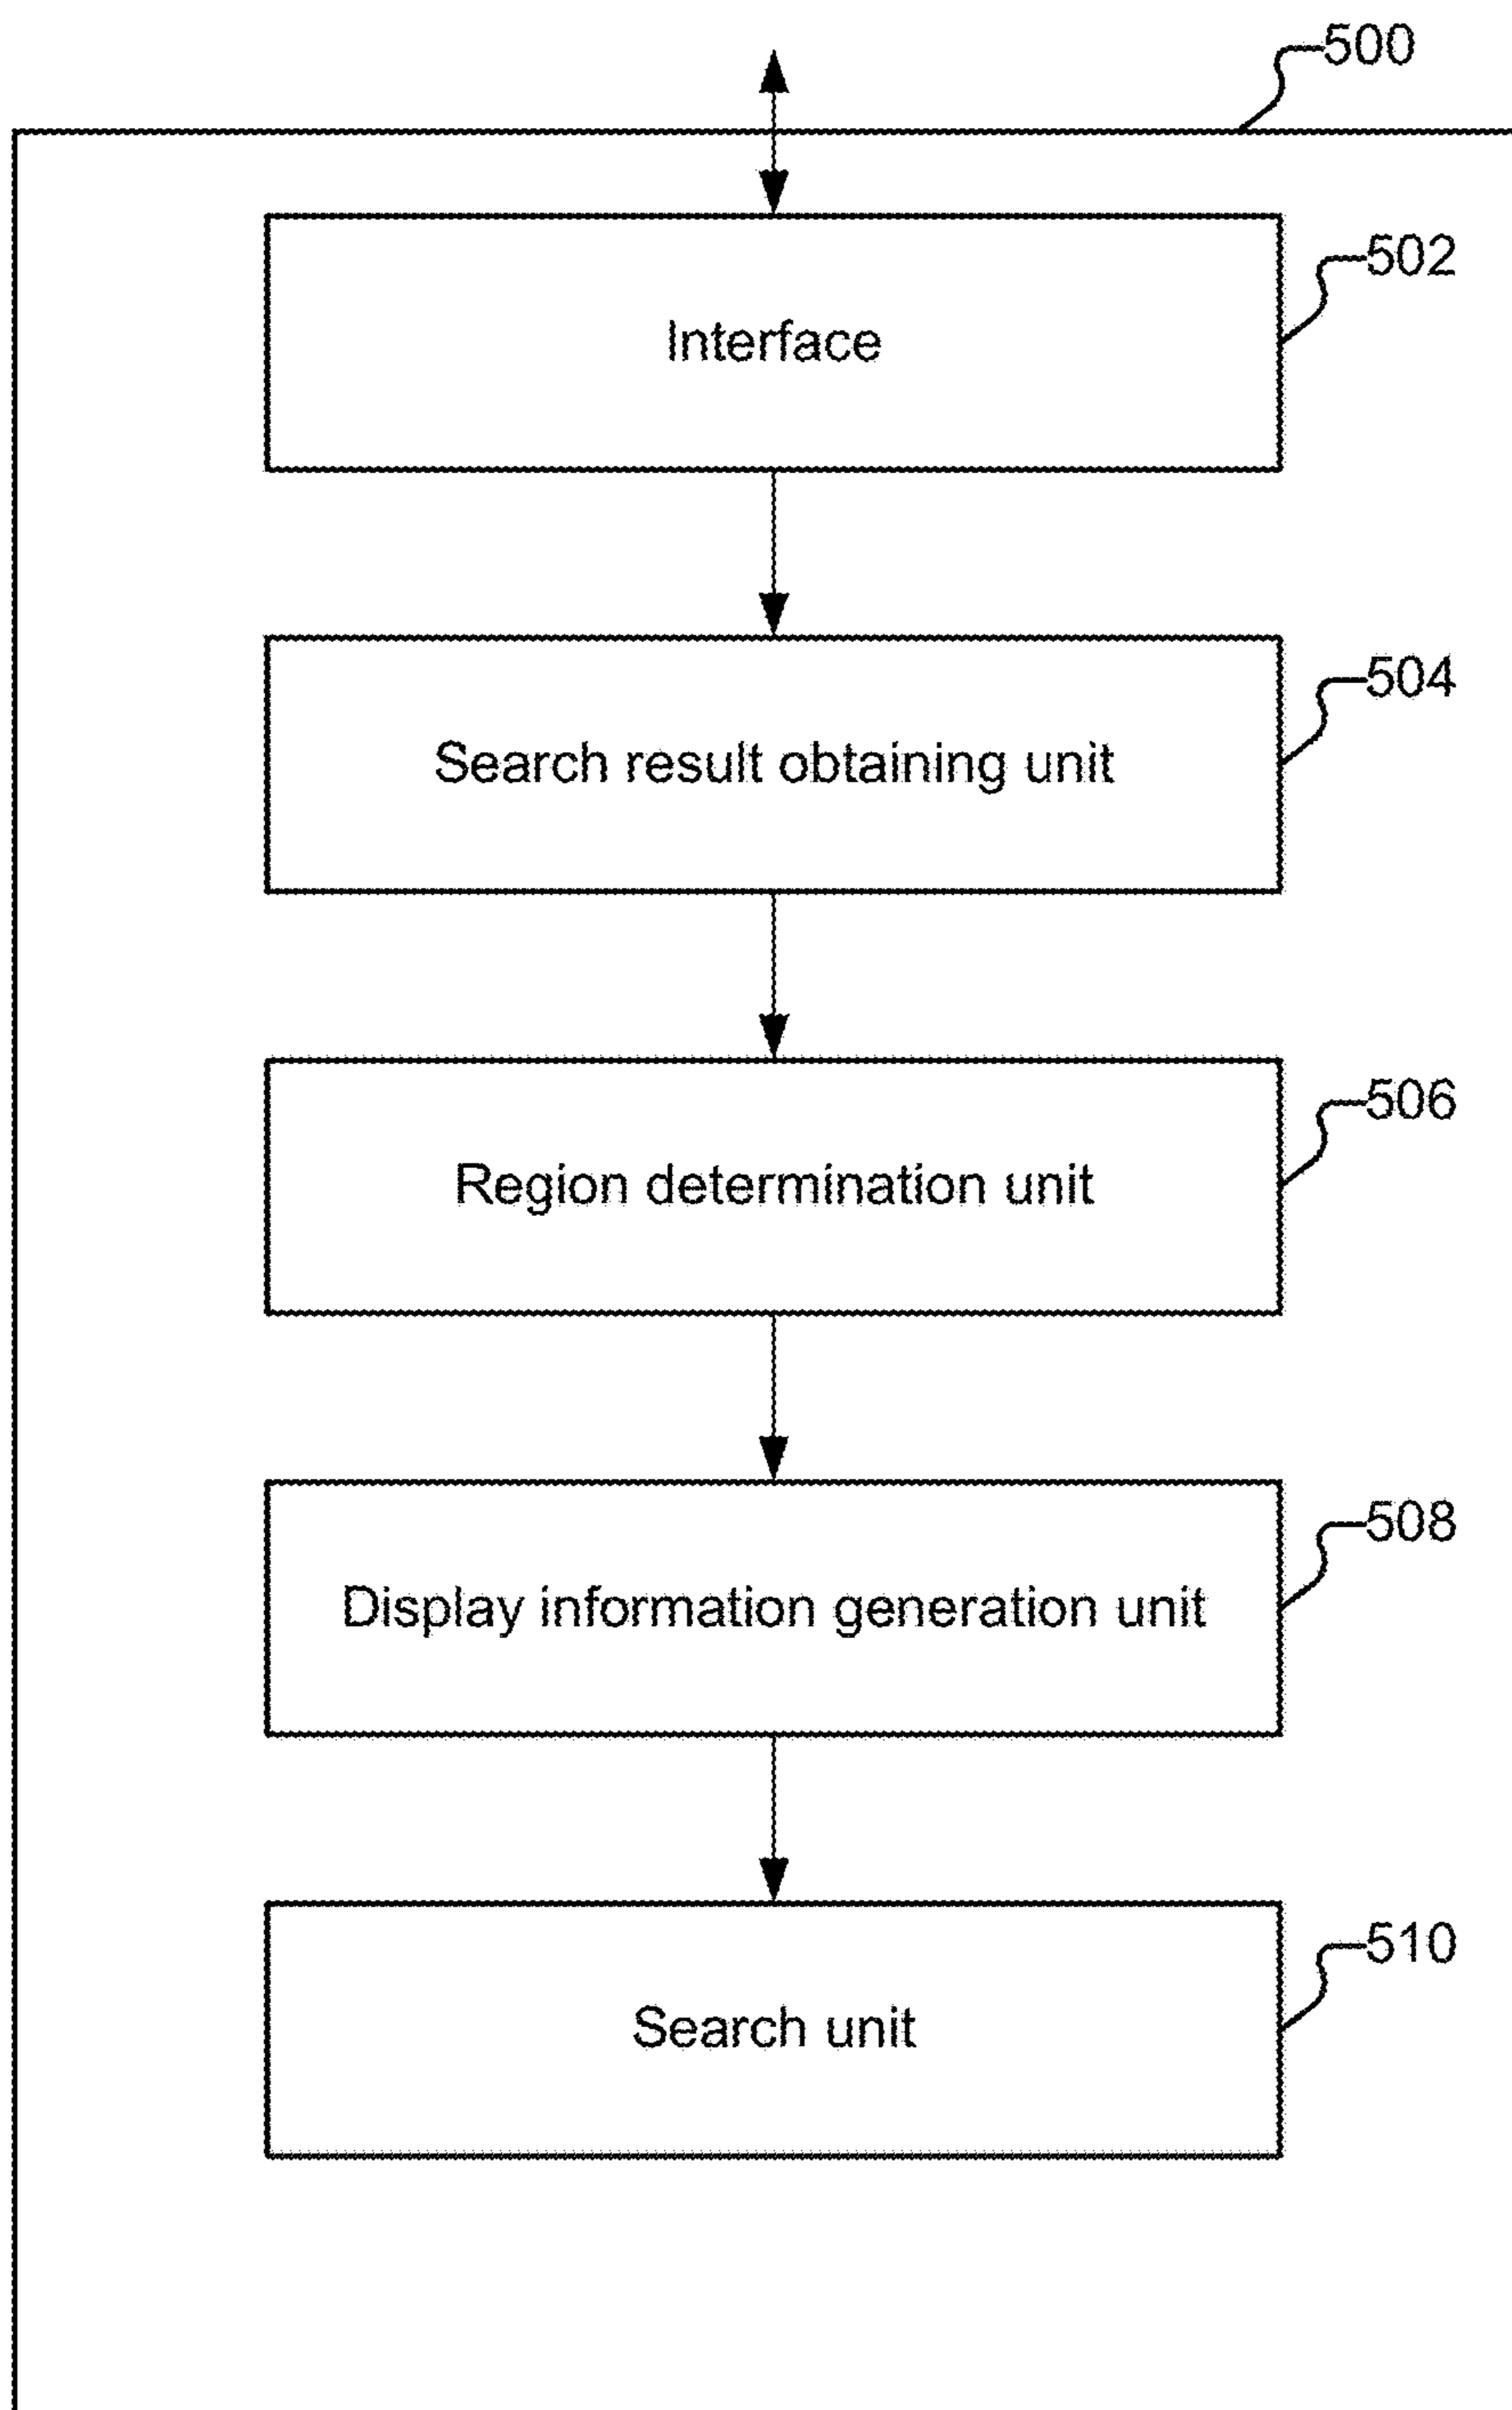 500
502
Interface
504
Search result obtaining unit
506
Region determination unit
508
Display information generation unit
510
Search unit